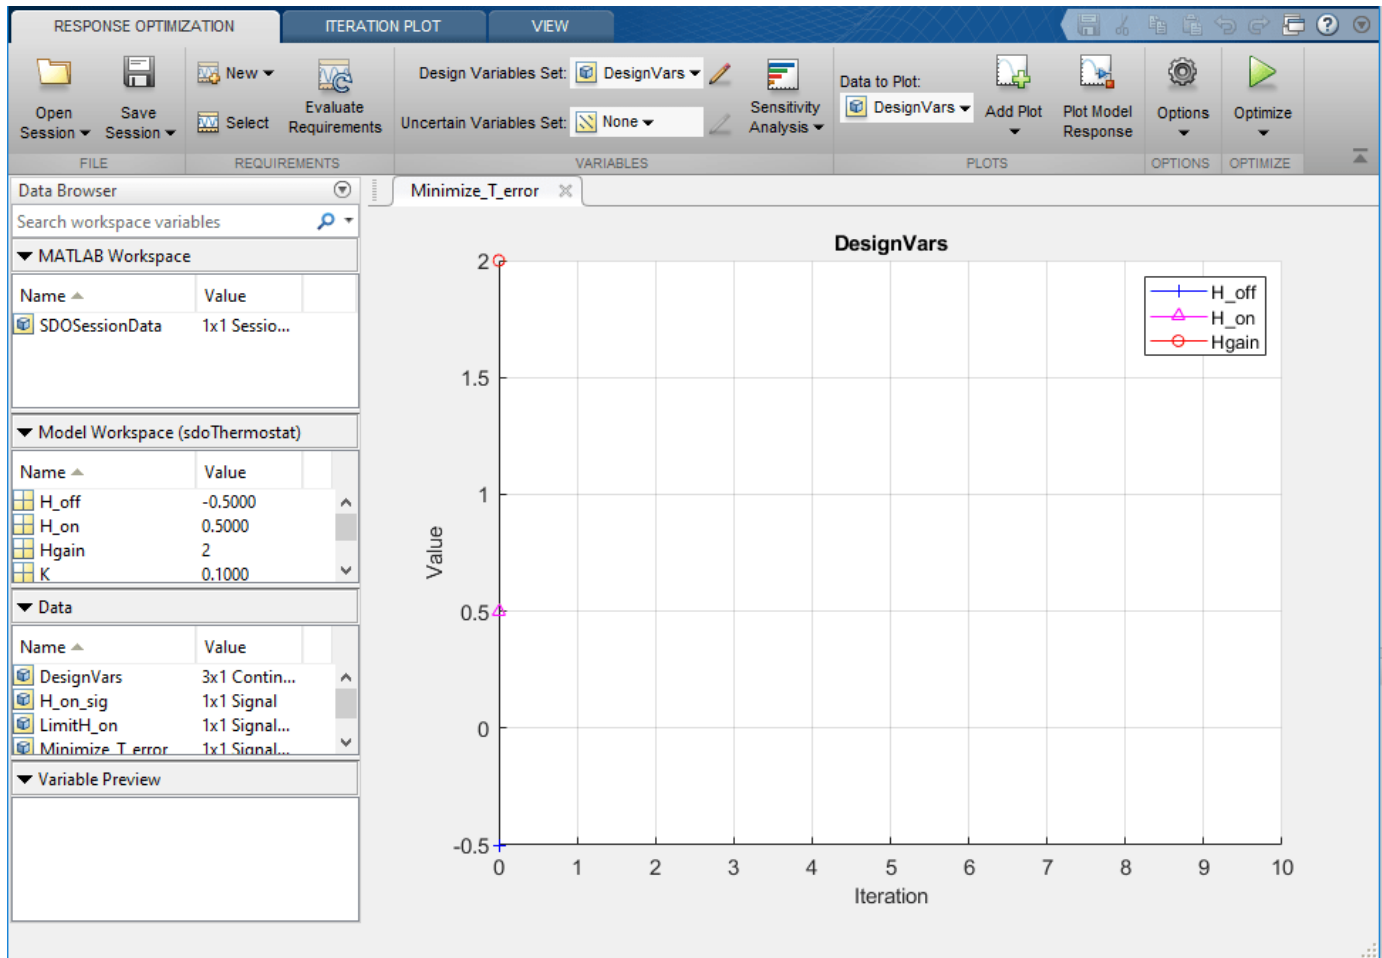 RESPONSE OPTIMIZATION ITERATION PLOT VIEW
Open Session Save Session
FILE
New
Select
Evaluate Requirements
REQUIREMENTS
Design Variables Set: DesignVars
Uncertain Variables Set: None
Sensitivity Analysis
VARIABLES
Data to Plot:
DesignVars
Add Plot
Plot Model Response
PLOTS
Options
OPTIONS
Optimize
OPTIMIZE
Data Browser
Search workspace variables
MATLAB Workspace
Name Value
SDOSessionData 1x1 Sessio...
Model Workspace (sdoThermostat)
Name Value
H_off -0.5000
H_on 0.5000
Hgain 2
K 0.1000
Data
Name Value
DesignVars 3x1 Contin...
H_on_sig 1x1 Signal
LimitH_on 1x1 Signal...
Minimize_T_error 1x1 Signal...
Variable Preview
Minimize_T_error
DesignVars
2
1.5
1
0.5
0
-0.5
Value
0 1 2 3 4 5 6 7 8 9 10
Iteration
H_off
H_on
Hgain